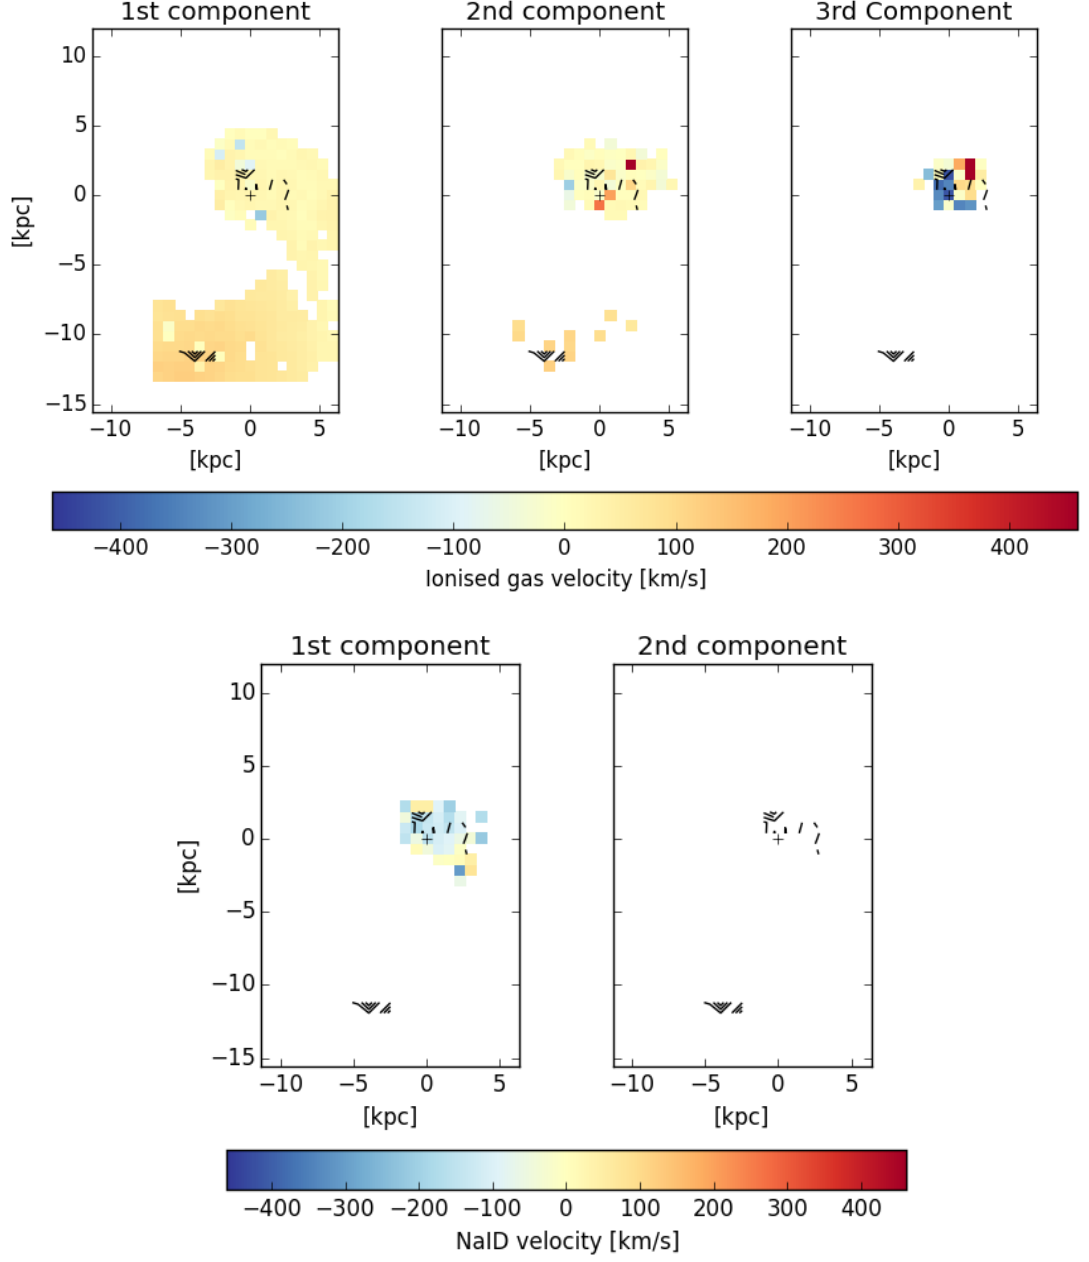 1st component 2nd component 3rd Component
10
5
0
−5
−10
−15
[kpc]
−10 −5 0 5 −10 −5 0 5 −10 −5 0 5
[kpc] [kpc] [kpc]
−400 −300 −200 −100 0 100 200 300 400
Ionised gas velocity [km/s]
1st component 2nd component
10
5
0
−5
−10
−15
[kpc]
−10 −5 0 5 −10 −5 0 5
[kpc] [kpc]
−400 −300 −200 −100 0 100 200 300 400
NaID velocity [km/s]